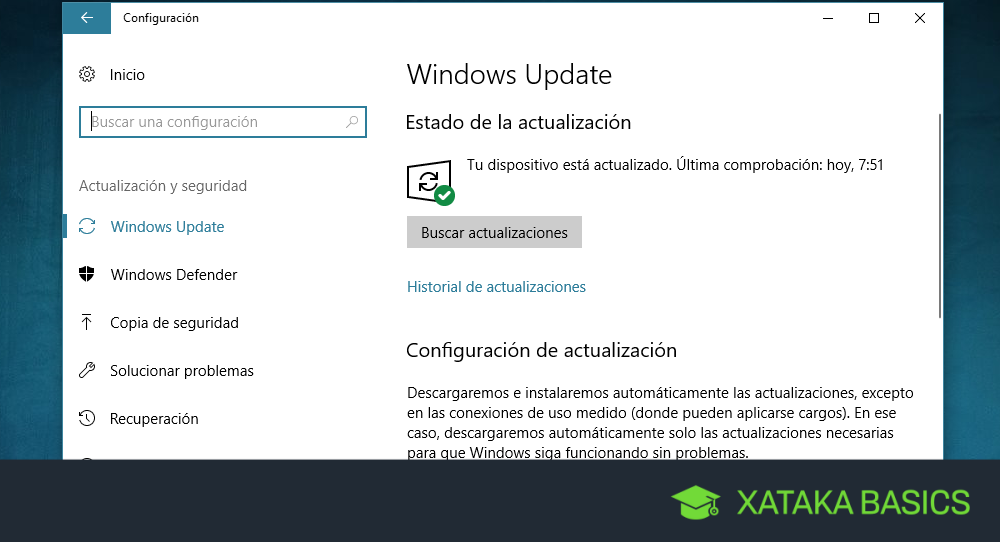 Configuración
Inicio
Buscar una configuración
Actualización y seguridad
Windows Update
Windows Defender
Copia de seguridad
Solucionar problemas
Recuperación
Windows Update
Estado de la actualización
Tu dispositivo está actualizado. Última comprobación: hoy, 7:51
Buscar actualizaciones
Historial de actualizaciones
Configuración de actualización
Descargaremos e instalaremos automáticamente las actualizaciones, excepto
en las conexiones de uso medido (donde pueden aplicarse cargos). En ese
caso, descargaremos automáticamente solo las actualizaciones necesarias
para que Windows siga funcionando sin problemas.
XATAKA BASICS